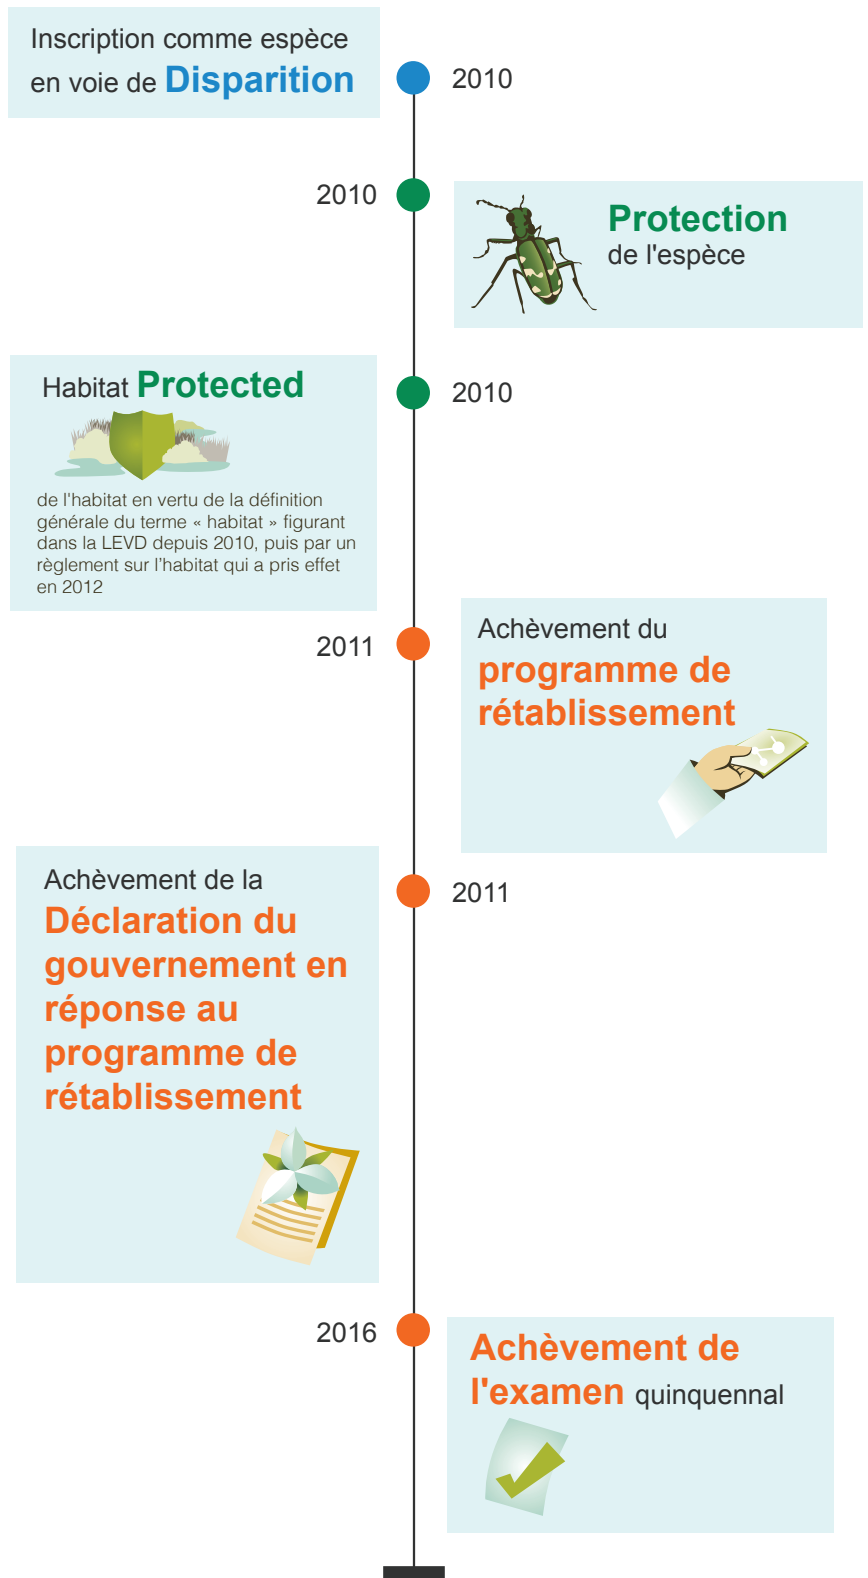 Inscription comme espèce
en voie de Disparition
2010
2010
Protection
de l'espèce
Habitat Protected
2010
de l'habitat en vertu de la définition
générale du terme « habitat » figurant
dans la LEVD depuis 2010, puis par un
règlement sur l'habitat qui a pris effet
en 2012
2011
Achèvement du
programme de
rétablissement
Achèvement de la
Déclaration du
gouvernement en
réponse au
programme de
rétablissement
2011
2016
Achèvement de
l'examen quinquennal